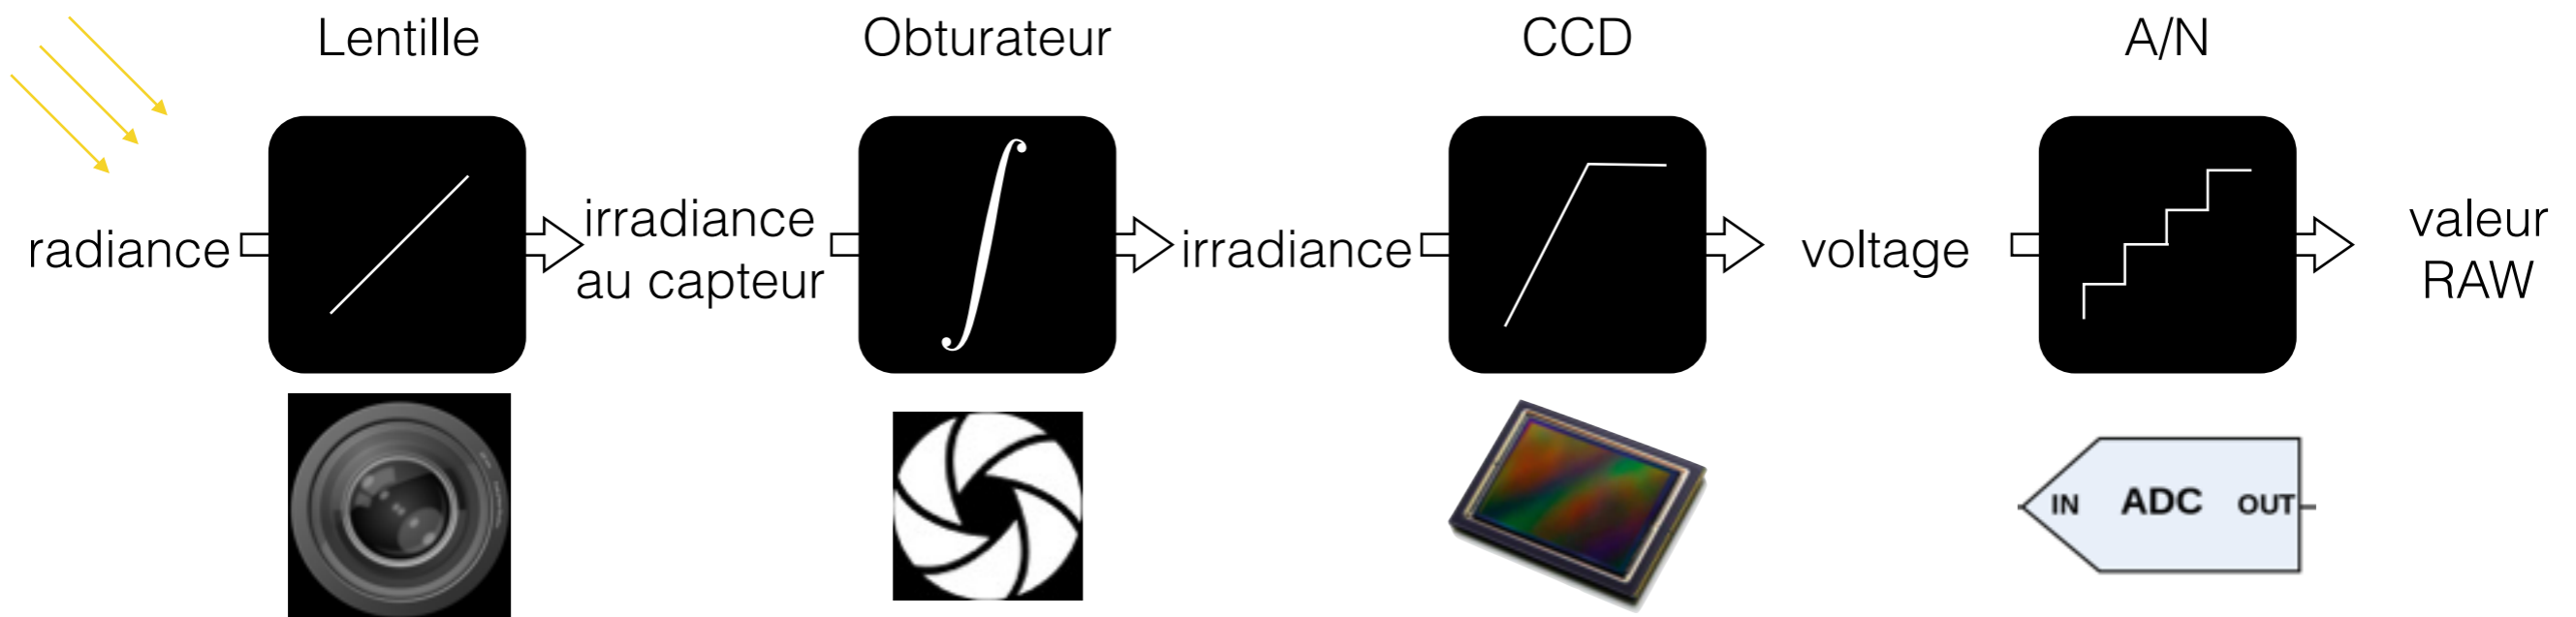 Lentille
Obturateur
CCD
A/N
radiance
irradiance
au capteur
irradiance
voltage
valeur
RAW
IN ADC OUT